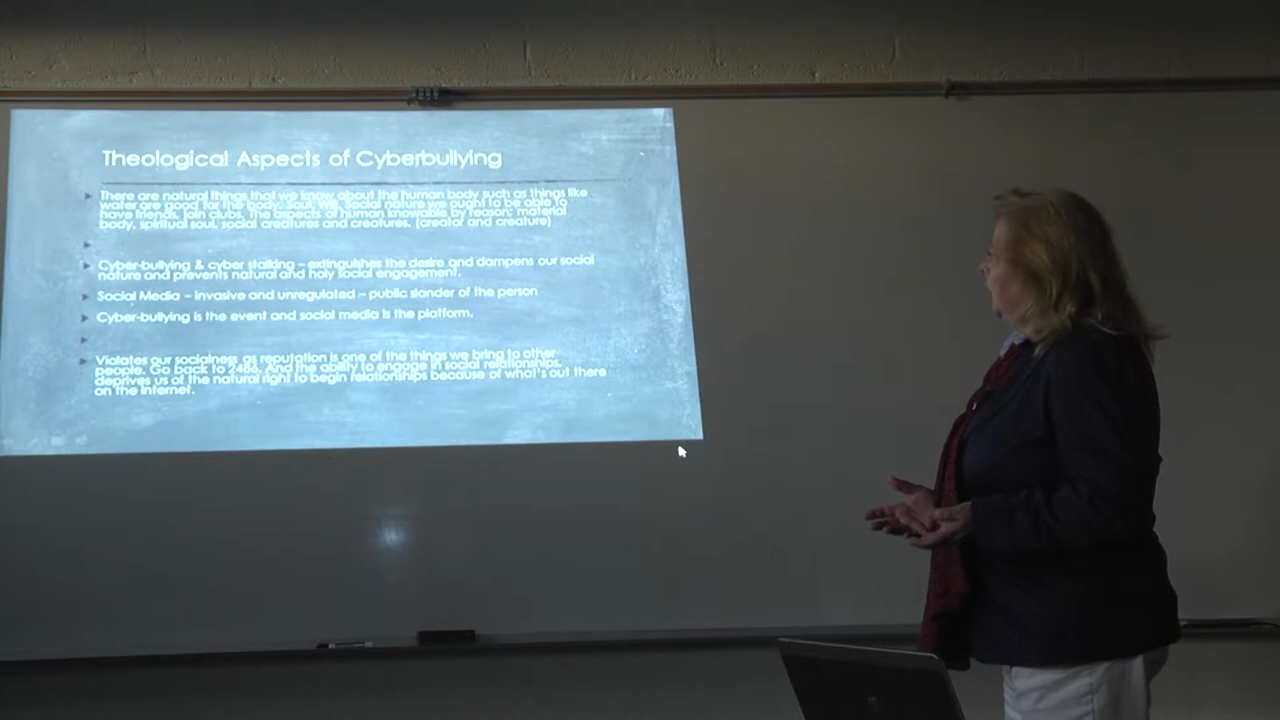 Theological Aspects of Cyberbullying
There are natural things that we know about the human body such as things like
water are good for the body. Soul, Will, Social nature we ought to be able to
have friends, join clubs. The aspects of human knowable by reason: material
body, spiritual soul, social creatures and creatures. (creator and creature)
Cyber-bullying & cyber stalking – extinguishes the desire and dampens our social
nature and prevents natural and holy social engagement.
Social Media – invasive and unregulated – public slander of the person
Cyber-bullying is the event and social media is the platform.
Violates our socialness as reputation is one of the things we bring to other
people. Go back to 2486. And the ability to engage in social relationships.
deprives us of the natural right to begin relationships because of what's out there
on the internet.